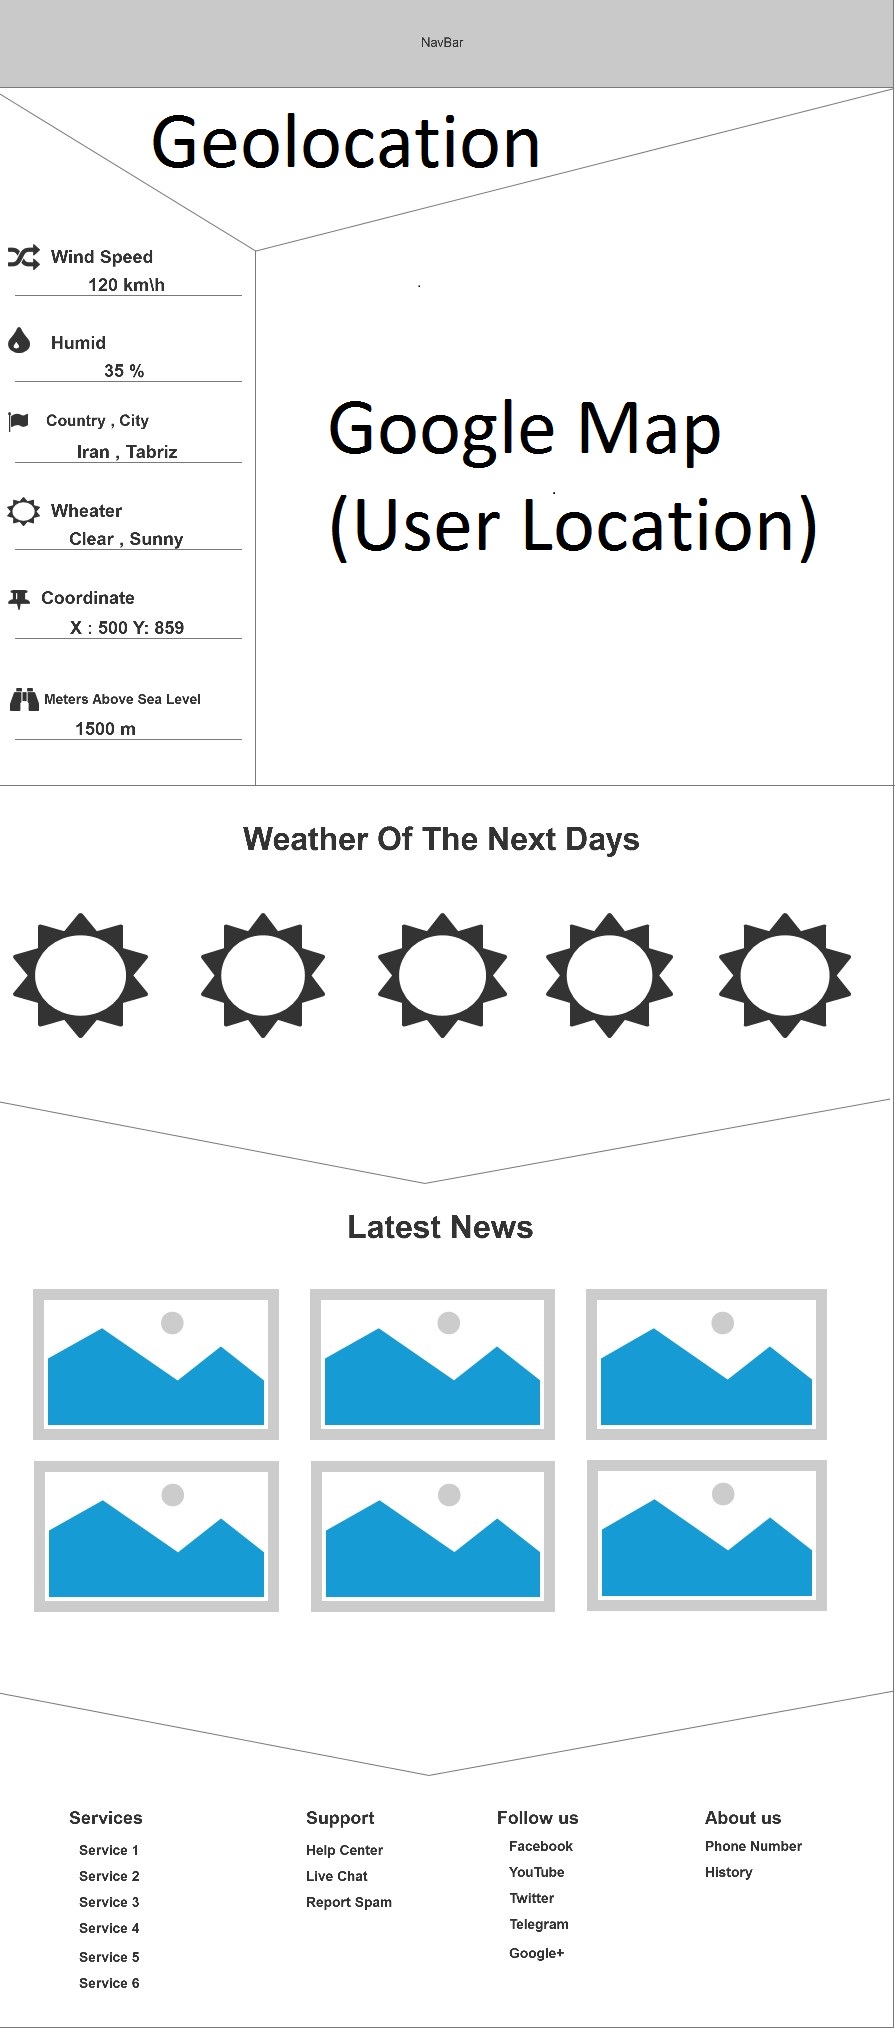 NavBar
Geolocation
Wind Speed
120 km\h
Humid
35 %
Country , City
Iran , Tabriz
Wheater
Clear , Sunny
Coordinate
X : 500 Y: 859
Meters Above Sea Level
1500 m
Google Map
(User Location)
Weather Of The Next Days
Latest News
Services
Service 1
Service 2
Service 3
Service 4
Service 5
Service 6
Support
Help Center
Live Chat
Report Spam
Follow us
Facebook
YouTube
Twitter
Telegram
Google+
About us
Phone Number
History